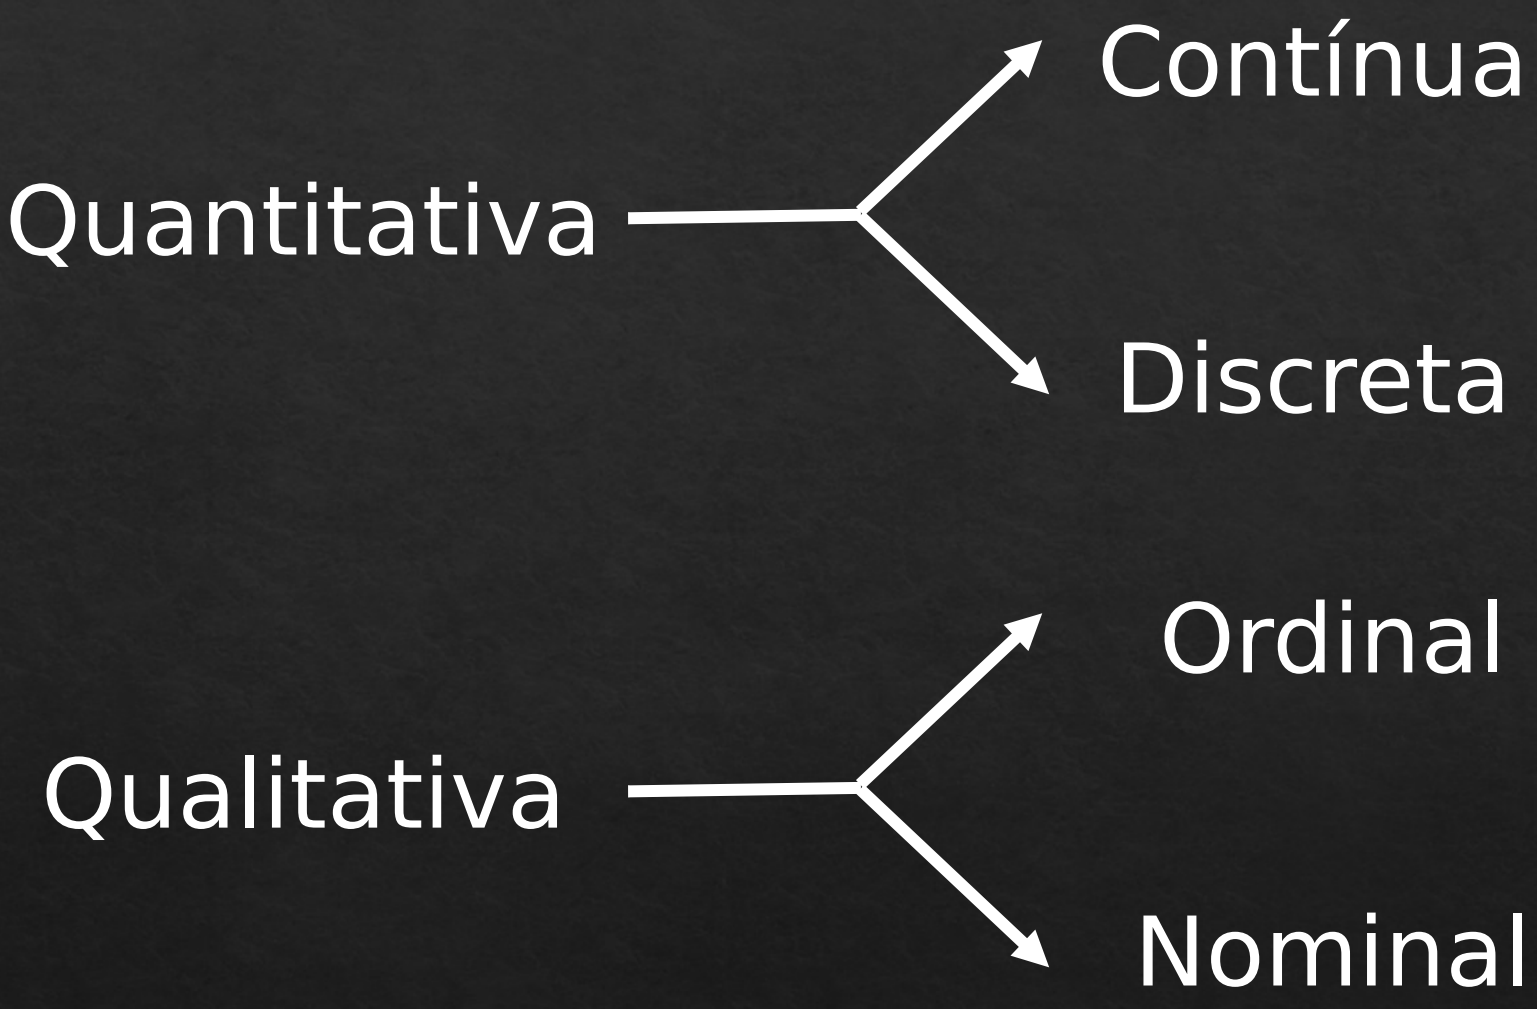 Contínua
Quantitativa
Discreta
Ordinal
Qualitativa
Nominal